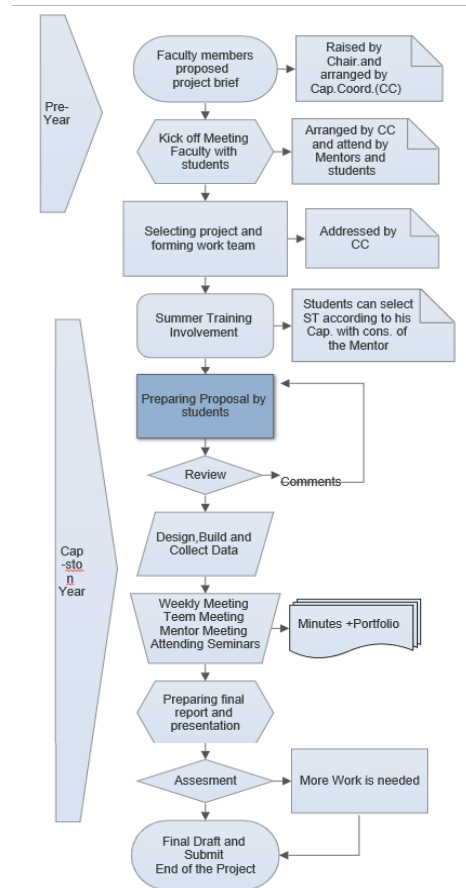 Pre-
Year
Faculty members
proposed
project brief
Raised by
Chair.and
arranged by
Cap.Coord.(CC)
Kick off Meeting
Faculty with
students
Arranged by CC
and attend by
Mentors and
students
Selecting project and
forming work team
Addressed by
CC
Summer Training
Involvement
Students can select
ST according to his
Cap. with cons. of
the Mentor
Cap
-sto
n
Year
Preparing Proposal by
students
Review
Comments
Design,Build and
Collect Data
Weekly Meeting
Teem Meeting
Mentor Meeting
Attending Seminars
Minutes +Portfolio
Preparing final
report and
presentation
Assesment
More Work is needed
Final Draft and
Submit
End of the Project